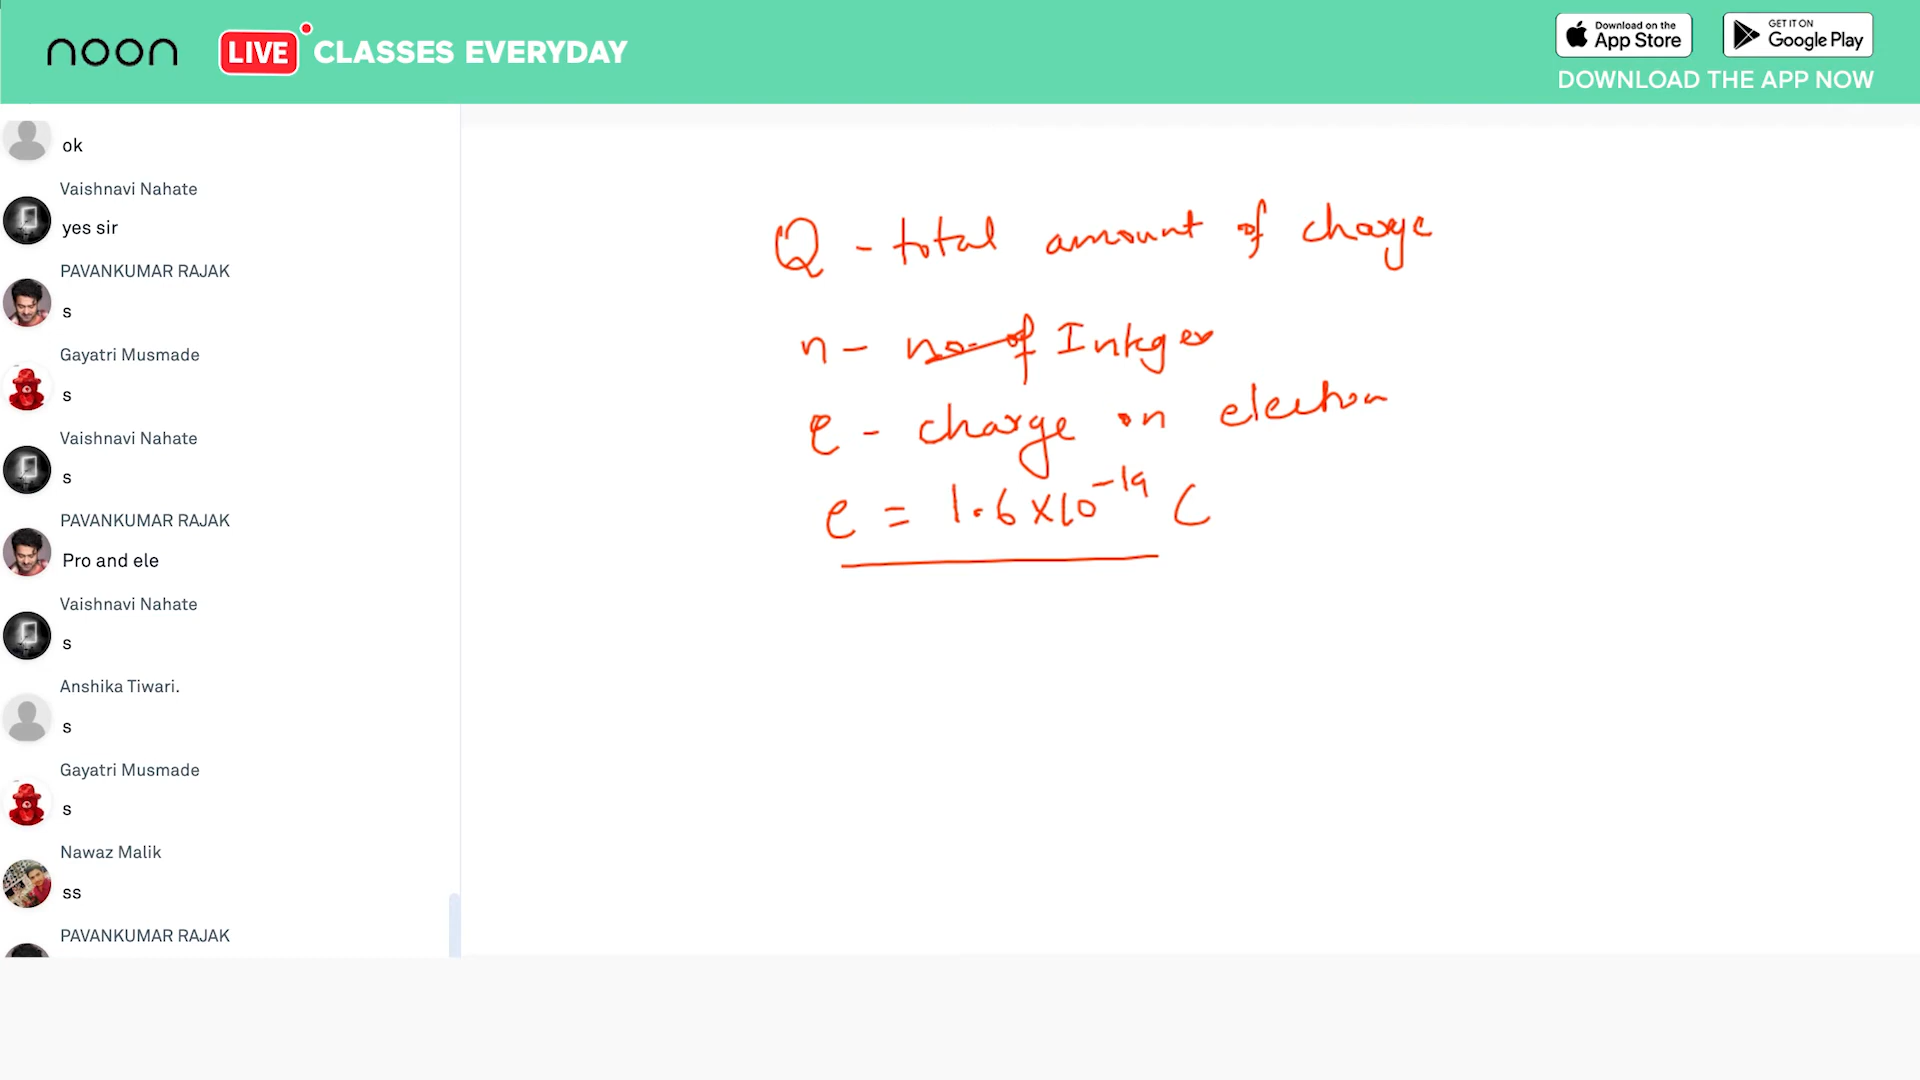 noon LIVE CLASSES EVERYDAY
Download on the App Store
GET IT ON Google Play
DOWNLOAD THE APP NOW
ok
Vaishnavi Nahate
yes sir
PAVANKUMAR RAJAK
s
Gayatri Musmade
s
Vaishnavi Nahate
s
PAVANKUMAR RAJAK
Pro and ele
Vaishnavi Nahate
s
Anshika Tiwari.
s
Gayatri Musmade
s
Nawaz Malik
ss
PAVANKUMAR RAJAK
Q - total amount of charge
n - no of Integer
e - charge on electron
e = 1.6 × 10⁻¹⁹ C